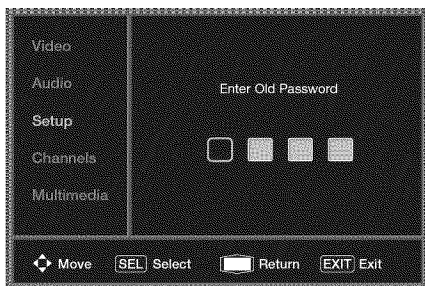 Video
Audio
Setup
Channels
Multimedia
Enter Old Password
Move SEL Select Return EXIT Exit